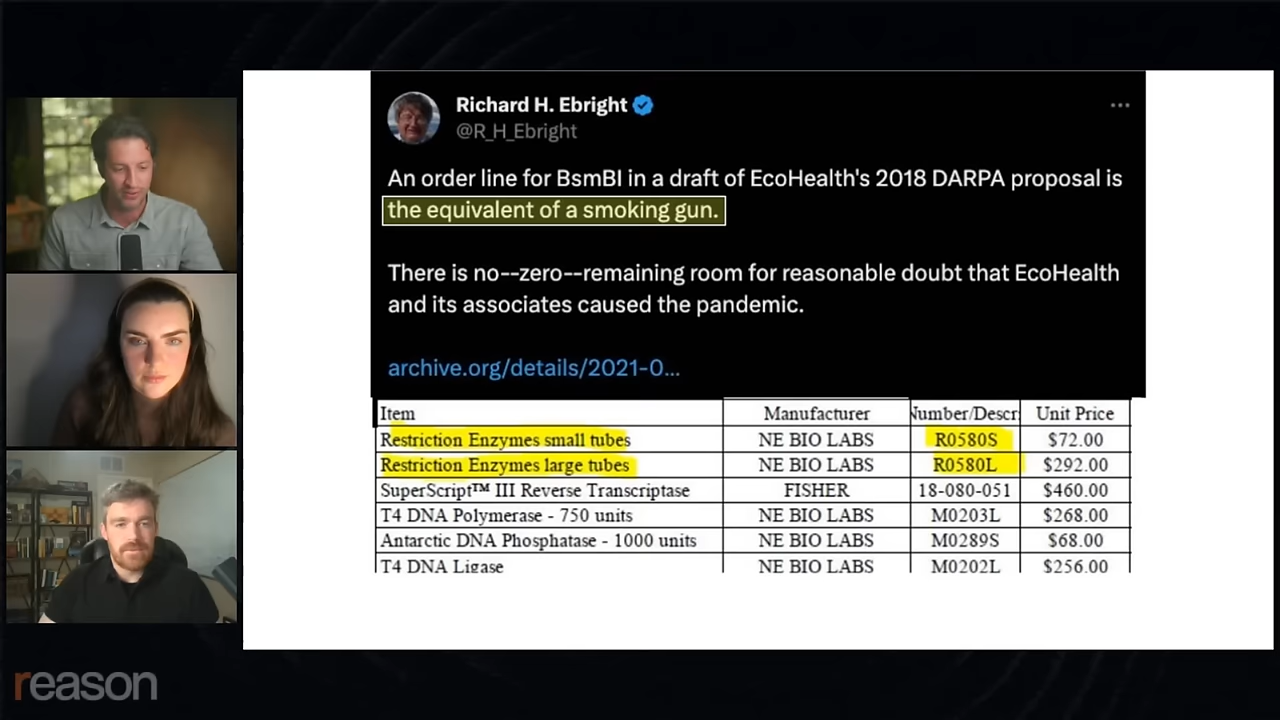 Richard H. Ebright
@R_H_Ebright
An order line for BsmBI in a draft of EcoHealth's 2018 DARPA proposal is
the equivalent of a smoking gun.
There is no--zero--remaining room for reasonable doubt that EcoHealth
and its associates caused the pandemic.
archive.org/details/2021-0...
Item Manufacturer Number/Descr: Unit Price
Restriction Enzymes small tubes NE BIO LABS R0580S $72.00
Restriction Enzymes large tubes NE BIO LABS R0580L $292.00
SuperScript™ III Reverse Transcriptase FISHER 18-080-051 $460.00
T4 DNA Polymerase - 750 units NE BIO LABS M0203L $268.00
Antarctic DNA Phosphatase - 1000 units NE BIO LABS M0289S $68.00
T4 DNA Ligase NE BIO LABS M0202L $256.00
reason